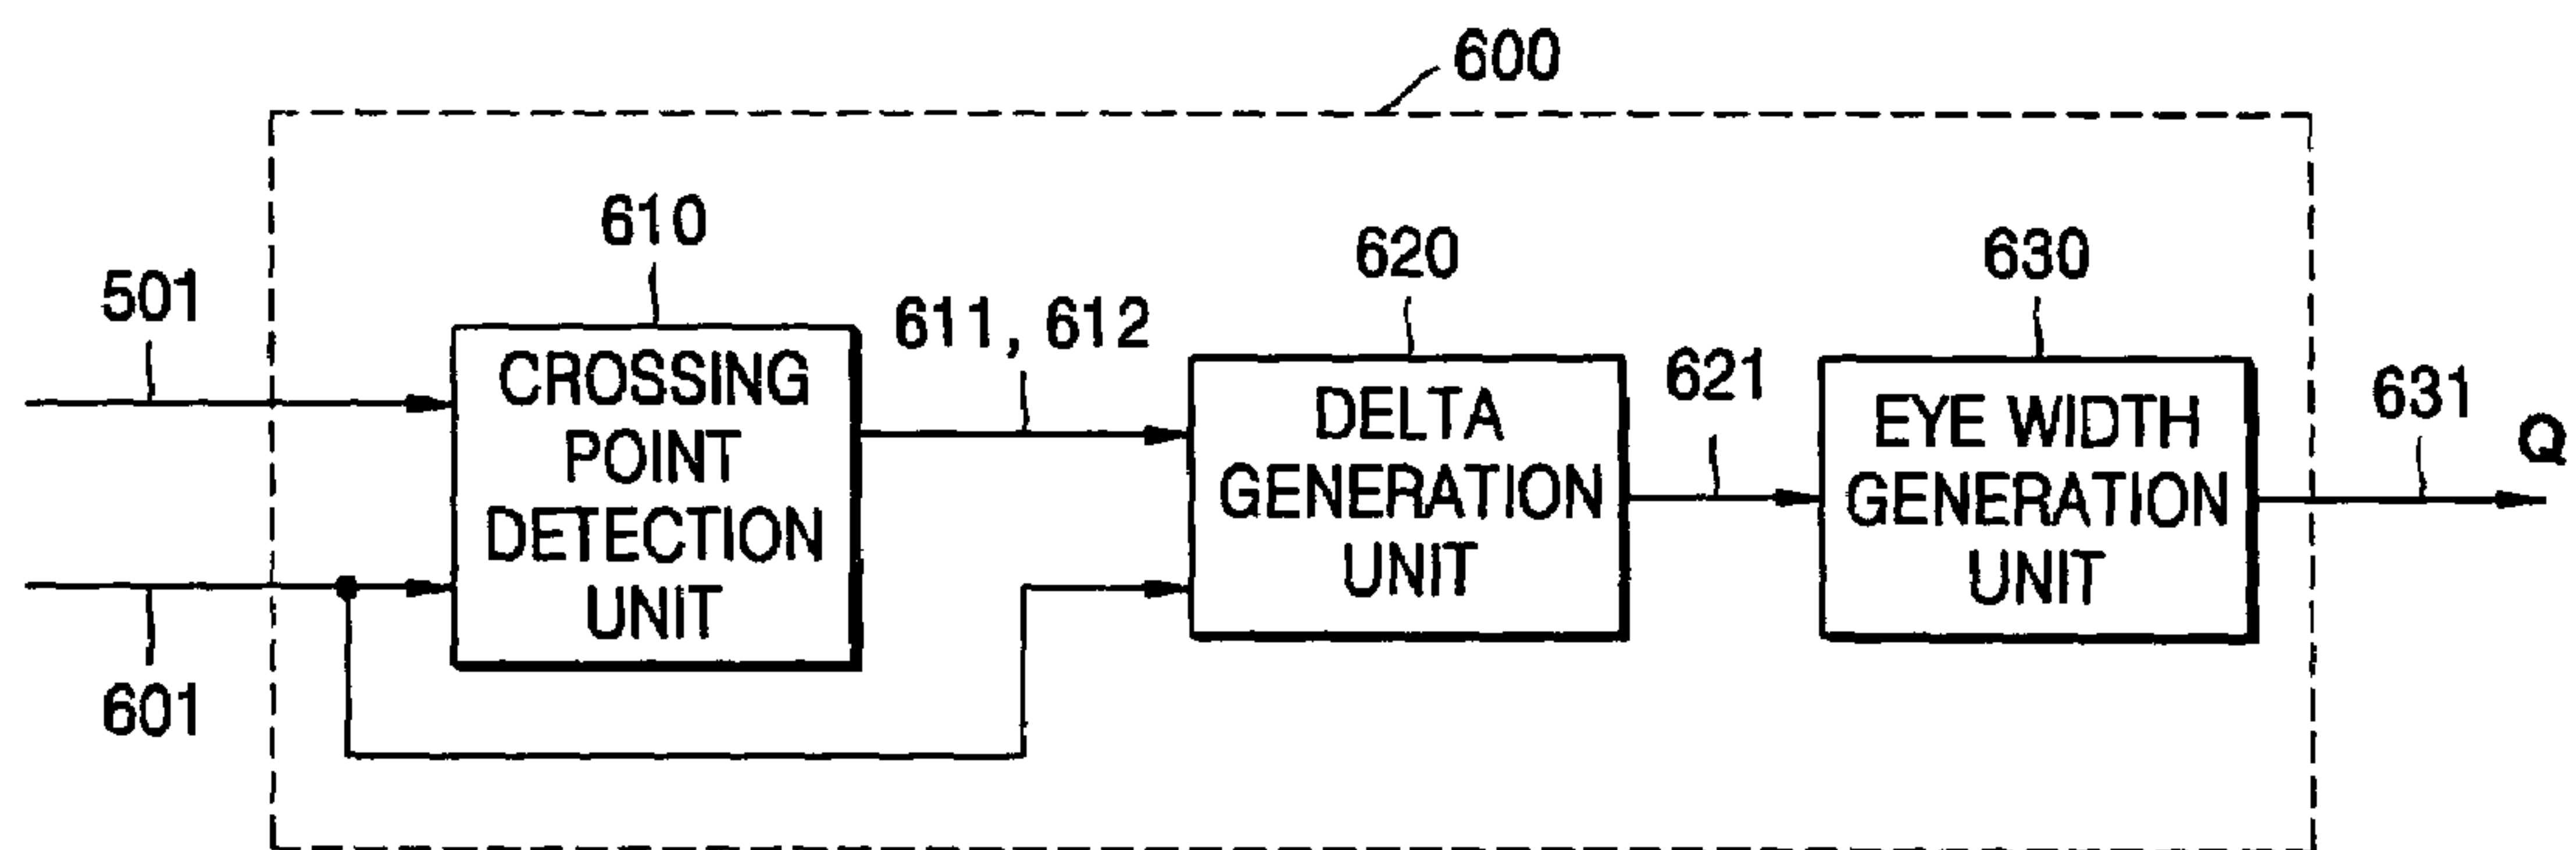 600
610
620
630
501
611, 612
621
631
Q
CROSSING
POINT
DETECTION
UNIT
DELTA
GENERATION
UNIT
EYE WIDTH
GENERATION
UNIT
601